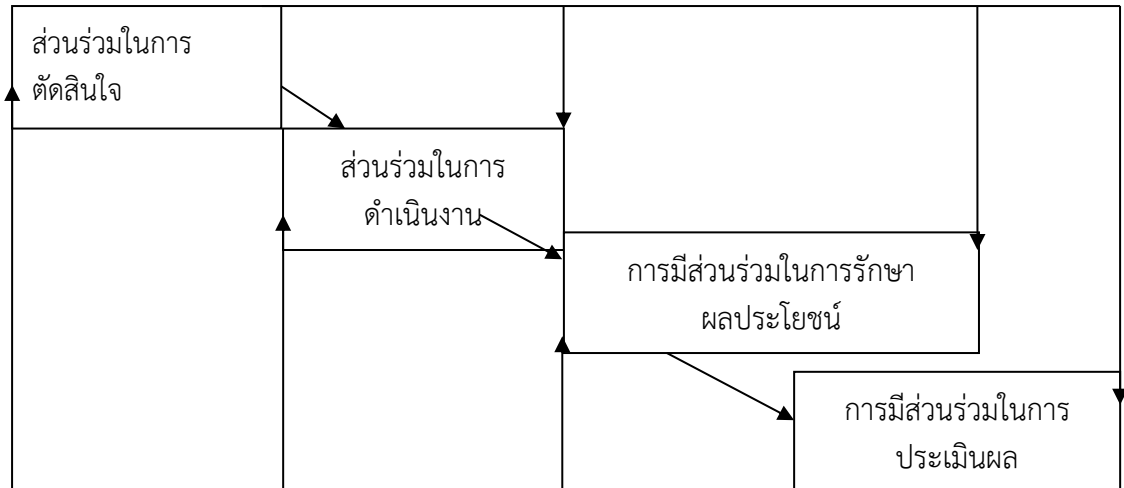 ส่วนร่วมในการ
ตัดสินใจ
ส่วนร่วมในการ
ดำเนินงาน
การมีส่วนร่วมในการรักษา
ผลประโยชน์
การมีส่วนร่วมในการ
ประเมินผล